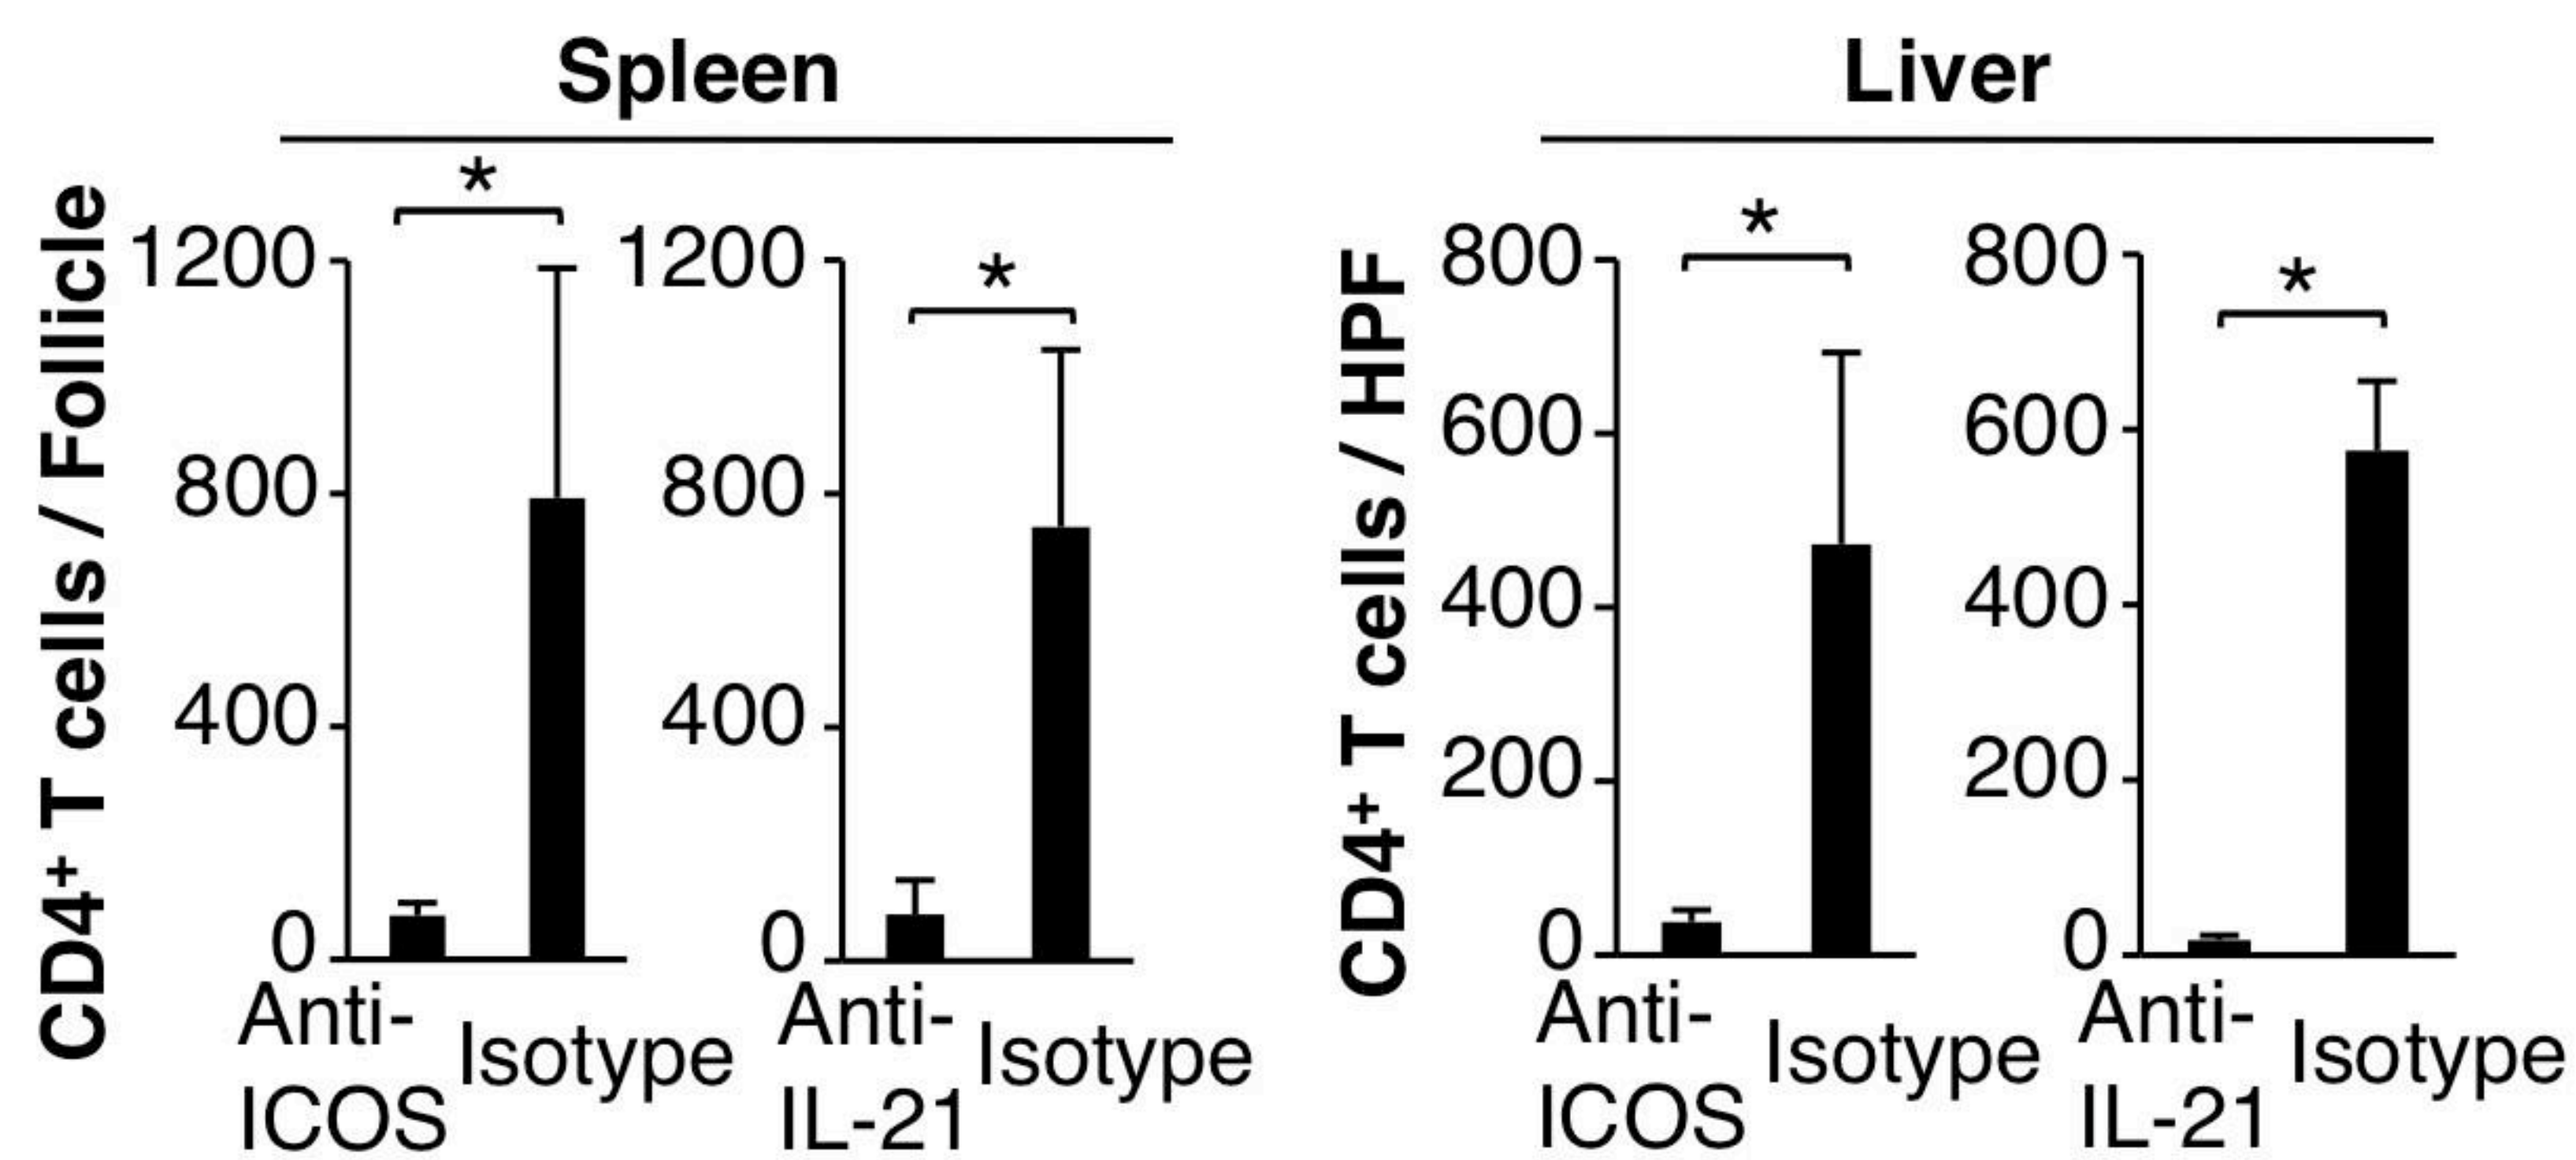 Spleen
Liver
CD4+ T cells / Follicle
*
1200
800
400
0
Anti-
ICOS
Isotype
*
1200
800
400
0
Anti-
IL-21
Isotype
CD4+ T cells / HPF
*
800
600
400
200
0
Anti-
ICOS
Isotype
*
800
600
400
200
0
Anti-
IL-21
Isotype